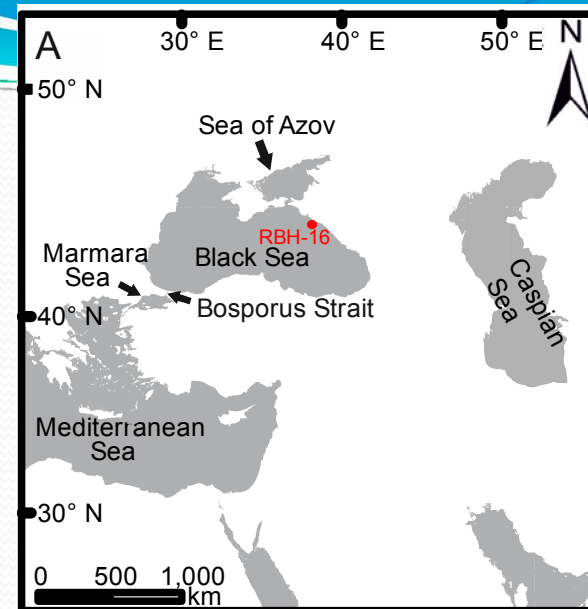 A
30° E
40° E
50° E
N
50° N
Sea of Azov
RBH-16
Black Sea
Marmara
Sea
Bosporus Strait
Caspian
Sea
40° N
Mediterranean
Sea
30° N
0 500 1,000
km